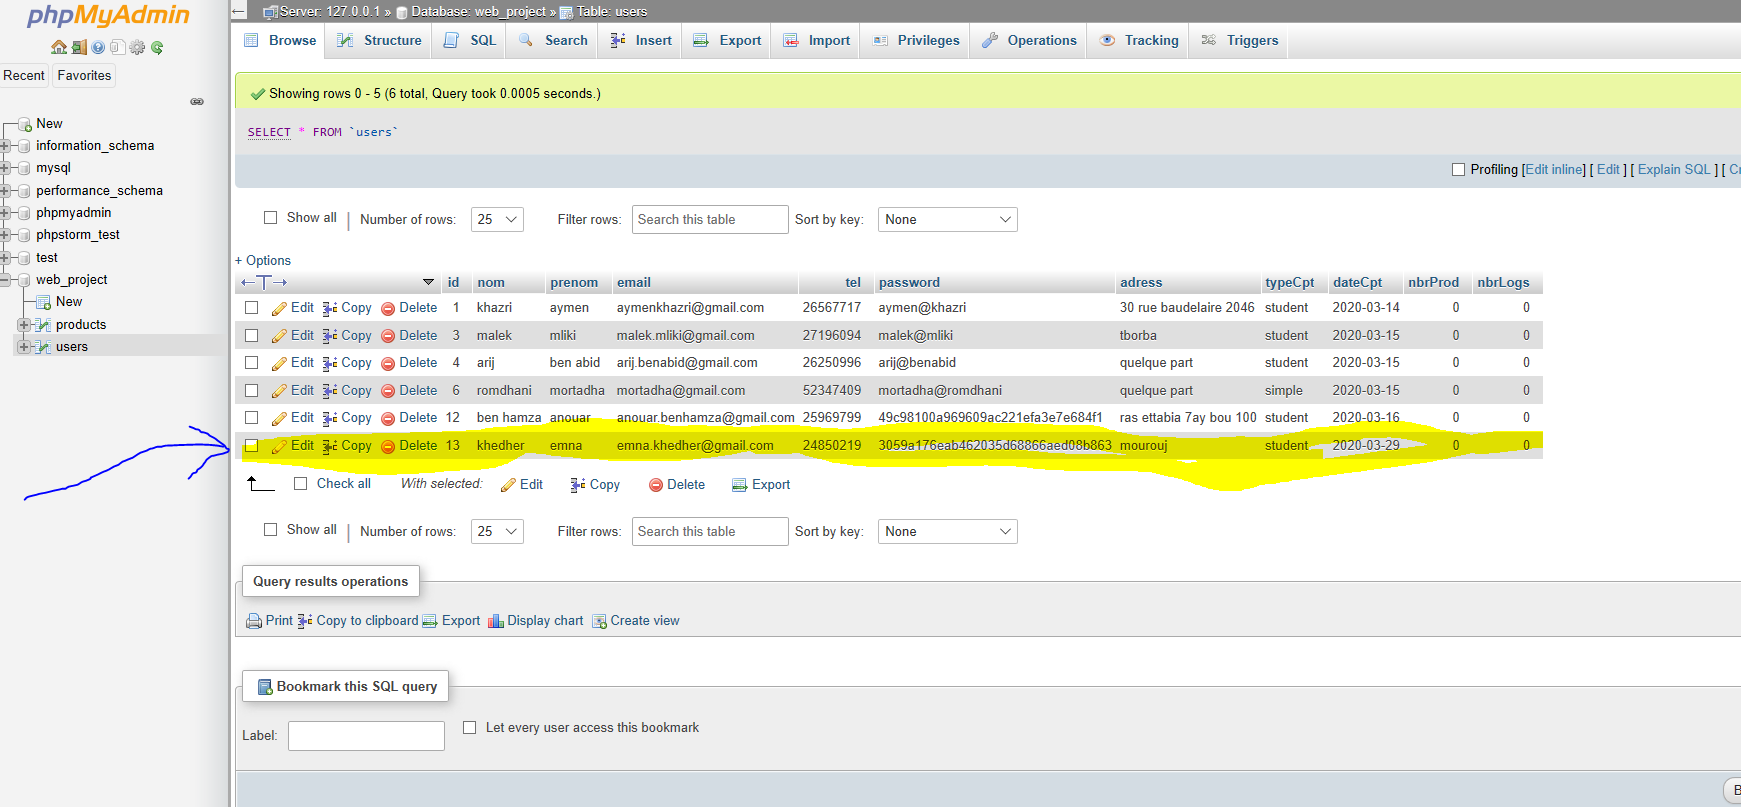 phpMyAdmin
Recent Favorites
New
information_schema
mysql
performance_schema
phpmyadmin
phpstorm_test
test
web_project
New
products
users
Server: 127.0.0.1 » Database: web_project » Table: users
Browse Structure SQL Search Insert Export Import Privileges Operations Tracking Triggers
Showing rows 0 - 5 (6 total, Query took 0.0005 seconds.)
SELECT * FROM `users`
Profiling [Edit inline] [ Edit ] [ Explain SQL ] [
Show all | Number of rows: 25 Filter rows: Search this table Sort by key: None
+ Options
←T→ id nom prenom email tel password adress typeCpt dateCpt nbrProd nbrLogs
Edit Copy Delete 1 khazri aymen aymenkhazri@gmail.com 26567717 aymen@khazri 30 rue baudelaire 2046 student 2020-03-14 0 0
Edit Copy Delete 3 malek mliki malek.mliki@gmail.com 27196094 malek@mliki tborba student 2020-03-15 0 0
Edit Copy Delete 4 arij ben abid arij.benabid@gmail.com 26250996 arij@benabid quelque part student 2020-03-15 0 0
Edit Copy Delete 6 romdhani mortadha mortadha@gmail.com 52347409 mortadha@romdhani quelque part simple 2020-03-15 0 0
Edit Copy Delete 12 ben hamza anouar anouar.benhamza@gmail.com 25969799 49c98100a969609ac221efa3e7e684f1 ras ettabia 7ay bou 100 student 2020-03-16 0 0
Edit Copy Delete 13 khedher emna emna.khedher@gmail.com 24850219 3059a176eab462035d68866aed08b863 mourouj student 2020-03-29 0 0
Check all With selected: Edit Copy Delete Export
Show all | Number of rows: 25 Filter rows: Search this table Sort by key: None
Query results operations
Print Copy to clipboard Export Display chart Create view
Bookmark this SQL query
Label: Let every user access this bookmark